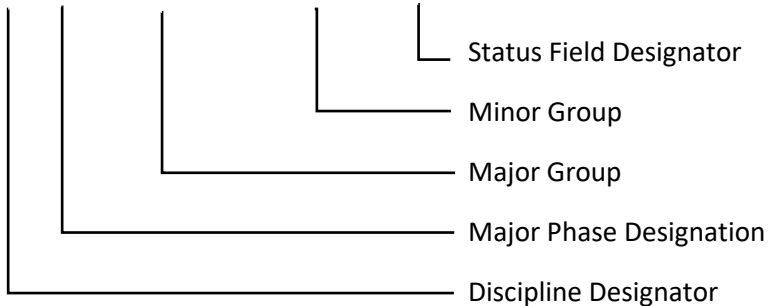 Status Field Designator
Minor Group
Major Group
Major Phase Designation
Discipline Designator